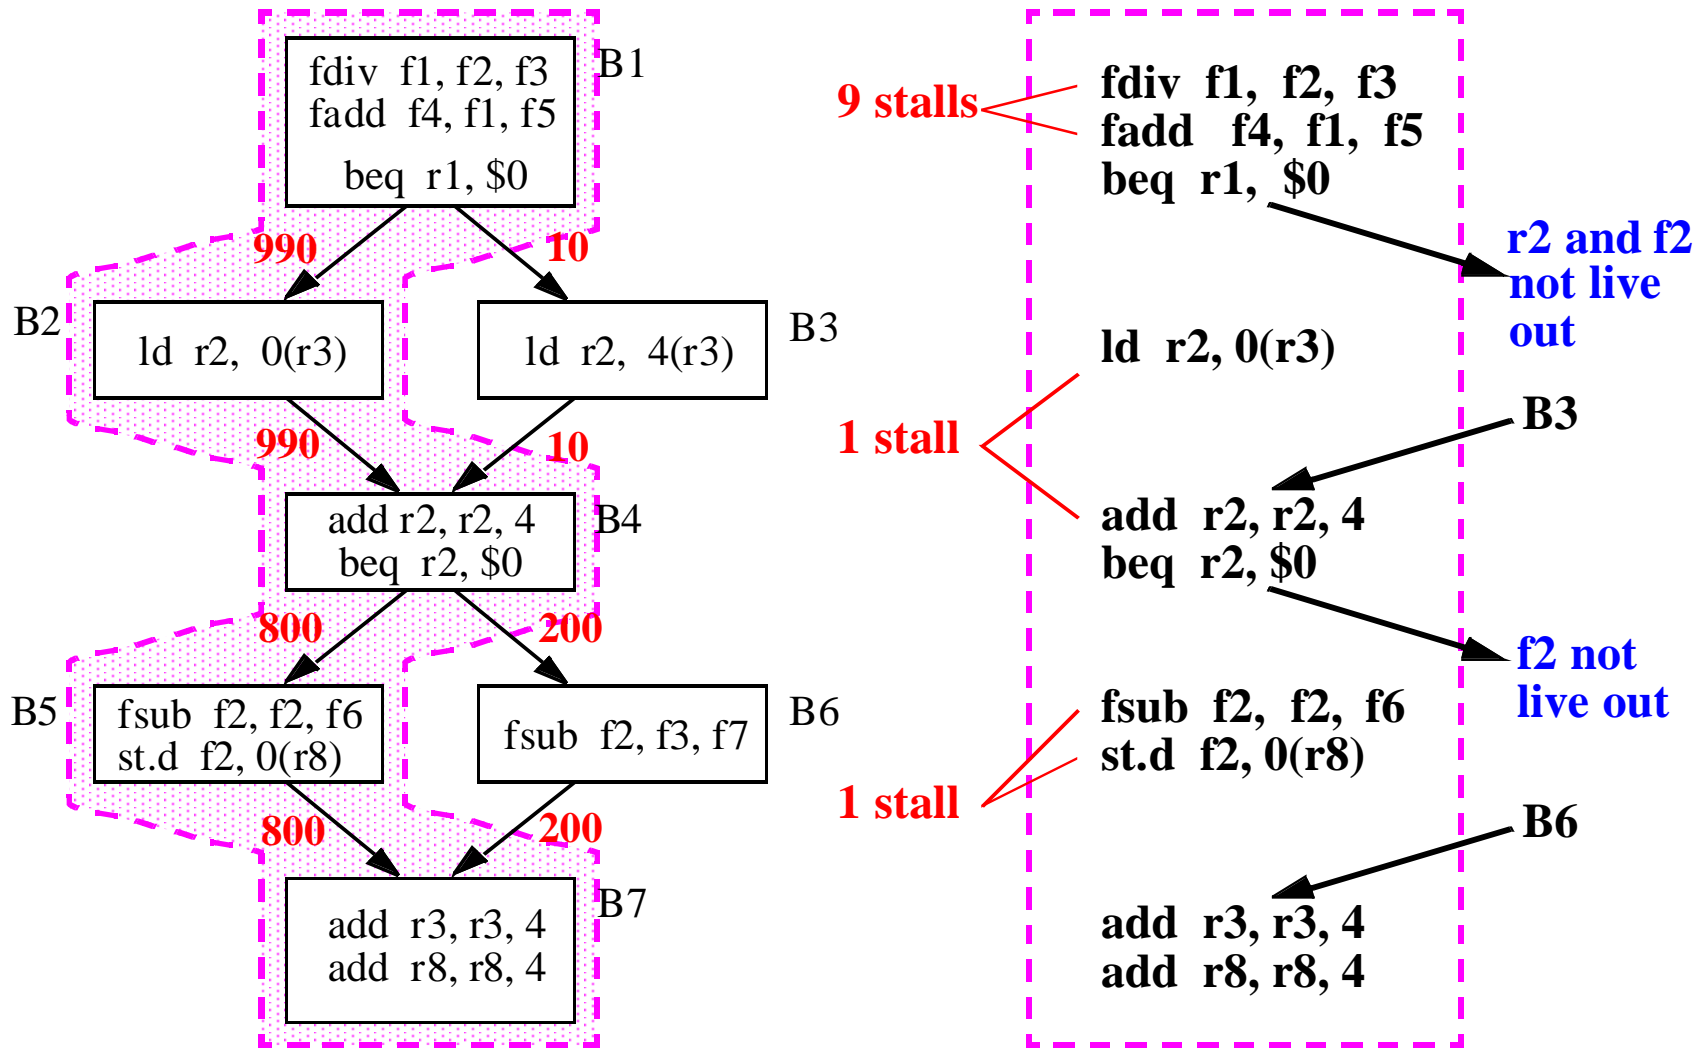 fdiv f1, f2, f3
fadd f4, f1, f5
beq r1, $0
B1
990
10
B2
ld r2, 0(r3)
ld r2, 4(r3)
B3
990
10
add r2, r2, 4
beq r2, $0
B4
800
200
B5
fsub f2, f2, f6
st.d f2, 0(r8)
fsub f2, f3, f7
B6
800
200
add r3, r3, 4
add r8, r8, 4
B7
9 stalls
fdiv f1, f2, f3
fadd f4, f1, f5
beq r1, $0
r2 and f2
not live
out
ld r2, 0(r3)
1 stall
B3
add r2, r2, 4
beq r2, $0
f2 not
live out
fsub f2, f2, f6
st.d f2, 0(r8)
1 stall
B6
add r3, r3, 4
add r8, r8, 4